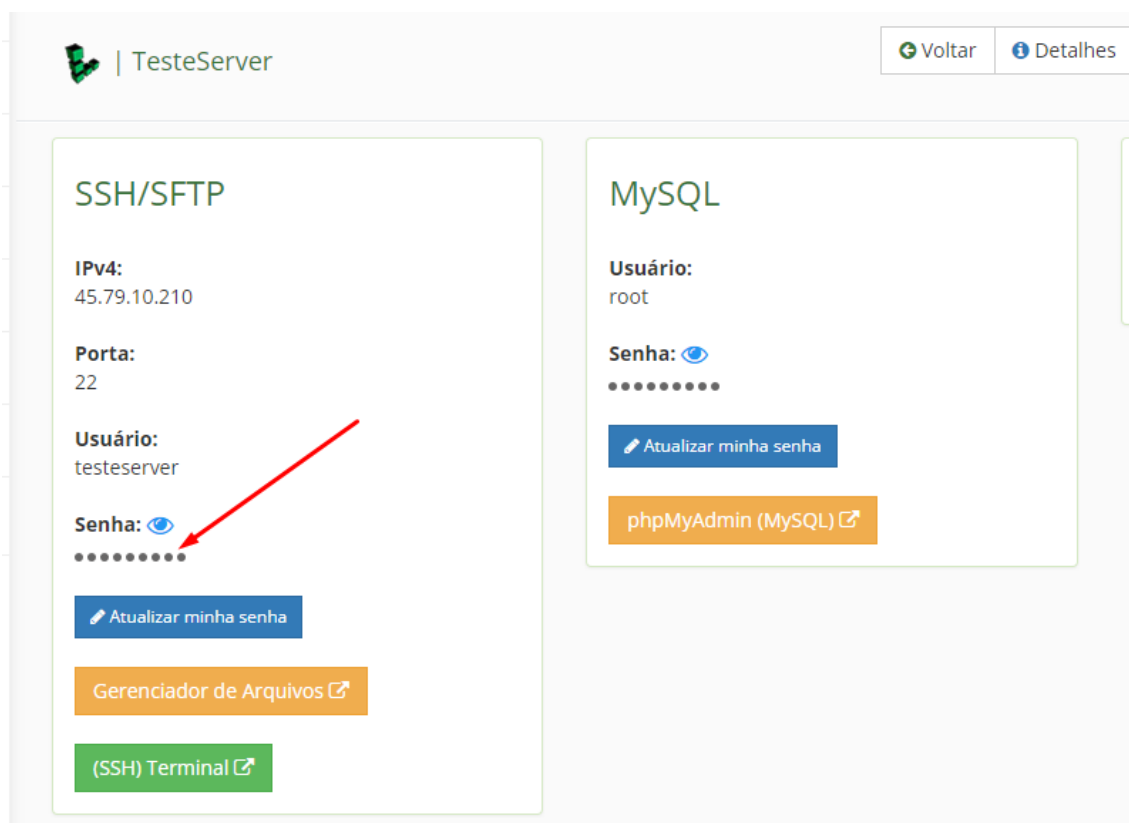 | TesteServer
Voltar
Detalhes
SSH/SFTP
IPv4:
45.79.10.210
Porta:
22
Usuário:
testeserver
Senha:
•••••••••
Atualizar minha senha
Gerenciador de Arquivos
(SSH) Terminal
MySQL
Usuário:
root
Senha:
•••••••••
Atualizar minha senha
phpMyAdmin (MySQL)